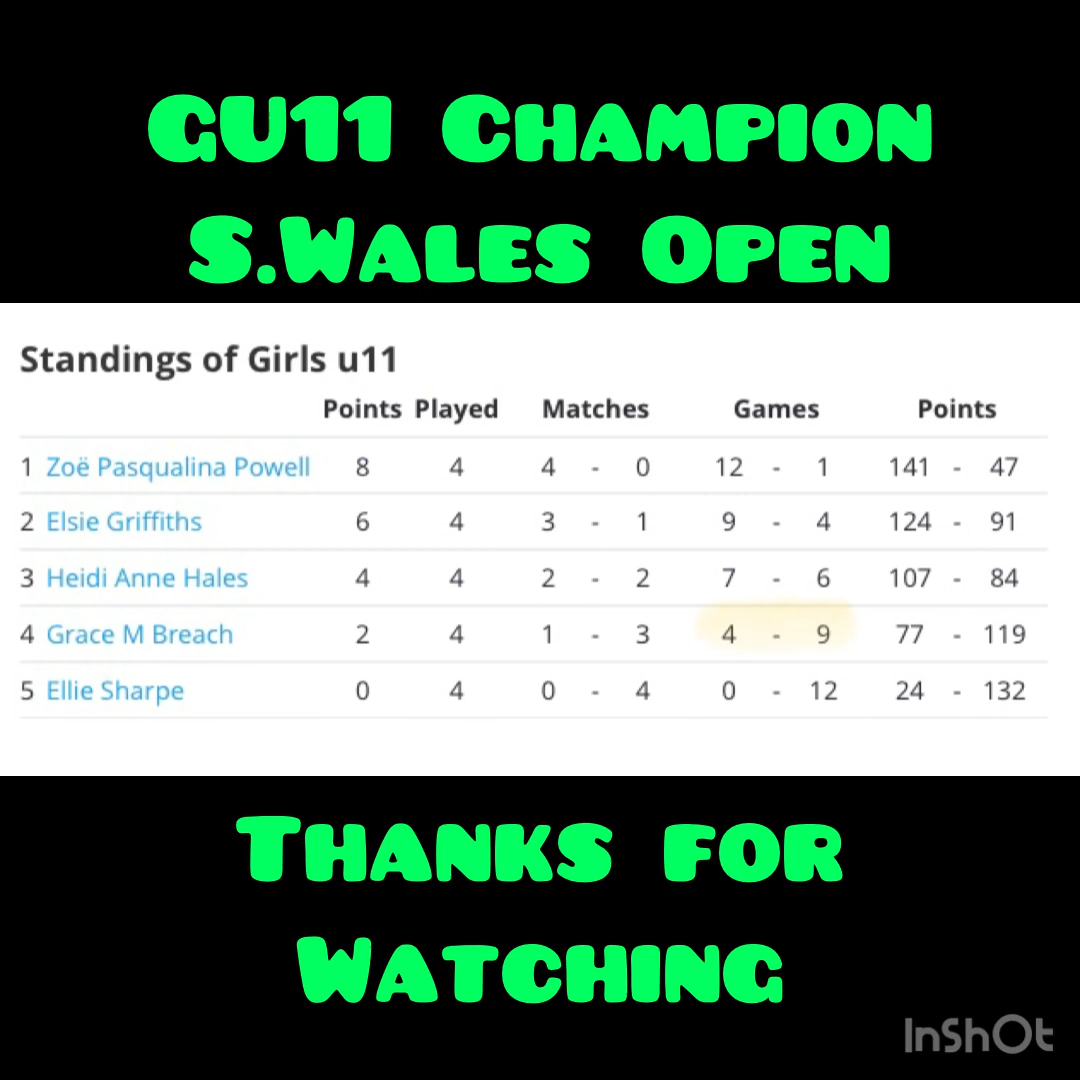 GU11 Champion
S.Wales Open
Standings of Girls u11
Points Played Matches Games Points
1 Zoë Pasqualina Powell 8 4 4 - 0 12 - 1 141 - 47
2 Elsie Griffiths 6 4 3 - 1 9 - 4 124 - 91
3 Heidi Anne Hales 4 4 2 - 2 7 - 6 107 - 84
4 Grace M Breach 2 4 1 - 3 4 - 9 77 - 119
5 Ellie Sharpe 0 4 0 - 4 0 - 12 24 - 132
Thanks for
Watching
InShOt